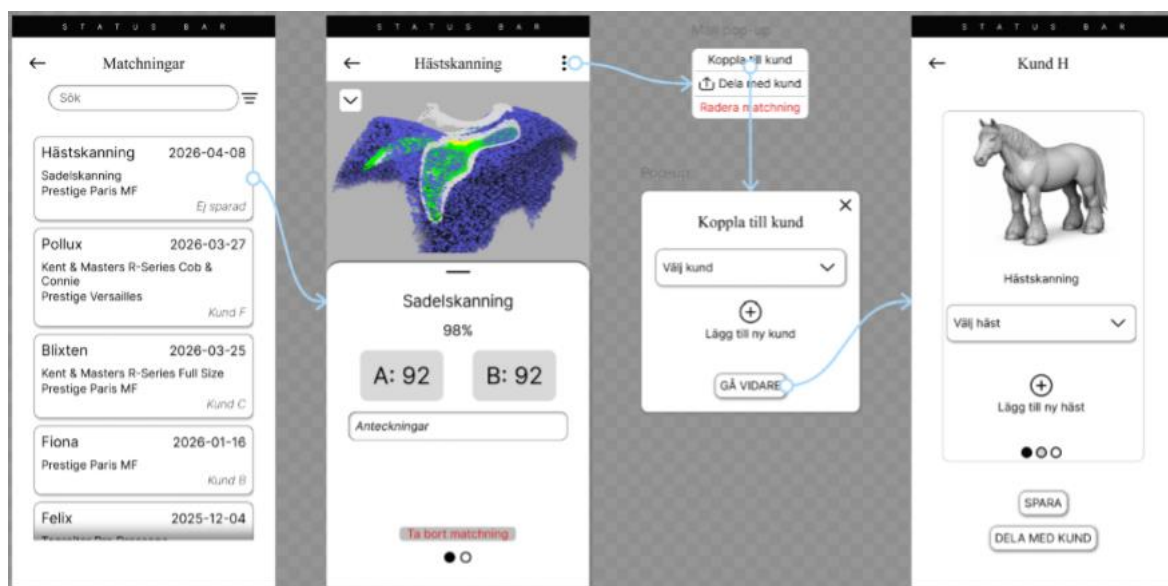 STATUS BAR
Matchningar
Sök
Hästskanning 2026-04-08
Sadelskanning
Prestige Paris MF
Ej sparad
Pollux 2026-03-27
Kent & Masters R-Series Cob &
Connie
Prestige Versailles
Kund F
Blixten 2026-03-25
Kent & Masters R-Series Full Size
Prestige Paris MF
Kund C
Fiona 2026-01-16
Prestige Paris MF
Kund B
Felix 2025-12-04
STATUS BAR
Hästskanning
Sadelskanning
98%
A: 92 B: 92
Anteckningar
Ta bort matchning
pop-up
Koppla till kund
Dela med kund
Radera matchning
Pop-up
Koppla till kund
Välj kund
Lägg till ny kund
GÅ VIDARE
STATUS BAR
Kund H
Hästskanning
Välj häst
Lägg till ny häst
SPARA
DELA MED KUND